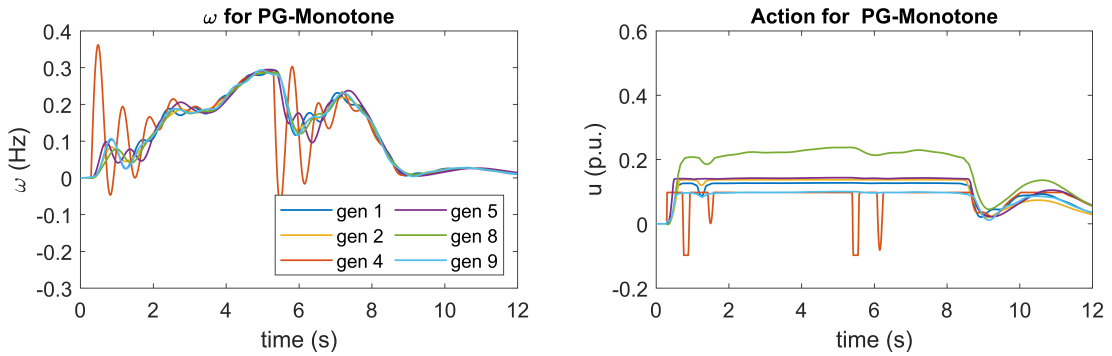 ω for PG-Monotone
0.4
0.3
0.2
0.1
0
-0.1
-0.2
-0.3
ω (Hz)
gen 1
gen 2
gen 4
gen 5
gen 8
gen 9
0 2 4 6 8 10 12
time (s)
Action for PG-Monotone
0.6
0.4
0.2
0
-0.2
u (p.u.)
0 2 4 6 8 10 12
time (s)